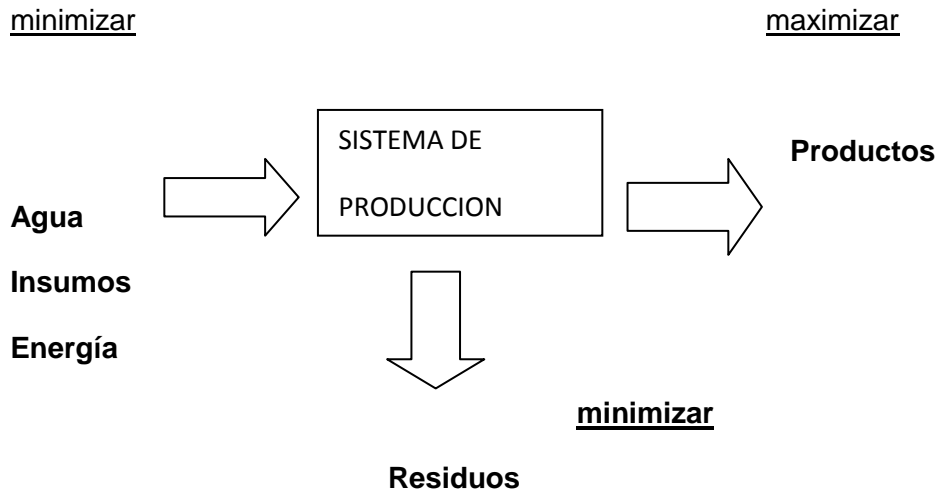 minimizar
maximizar
SISTEMA DE
PRODUCCION
Productos
Agua
Insumos
Energía
minimizar
Residuos